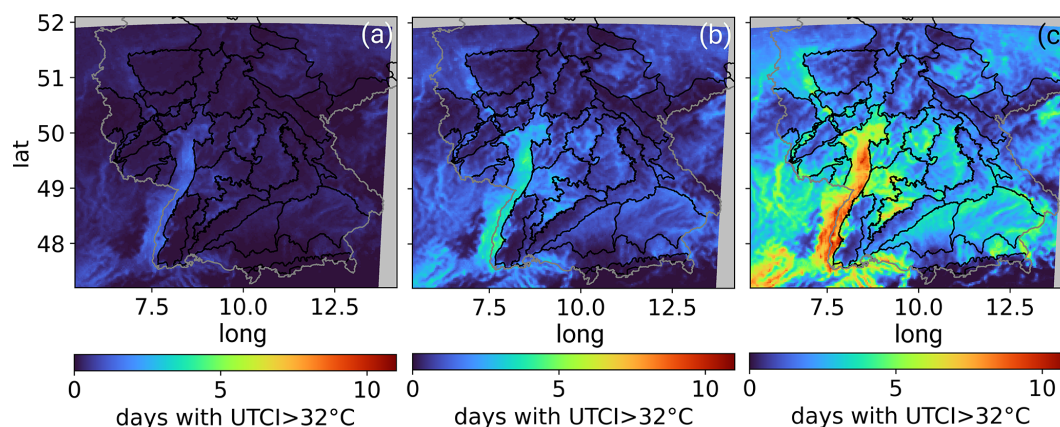 (a) (b) (c
52
51
50
49
48
lat
7.5 10.0 12.5 7.5 10.0 12.5 7.5 10.0 12.5
long long long
0 5 10 0 5 10 0 5 10
days with UTCI>32°C days with UTCI>32°C days with UTCI>32°C